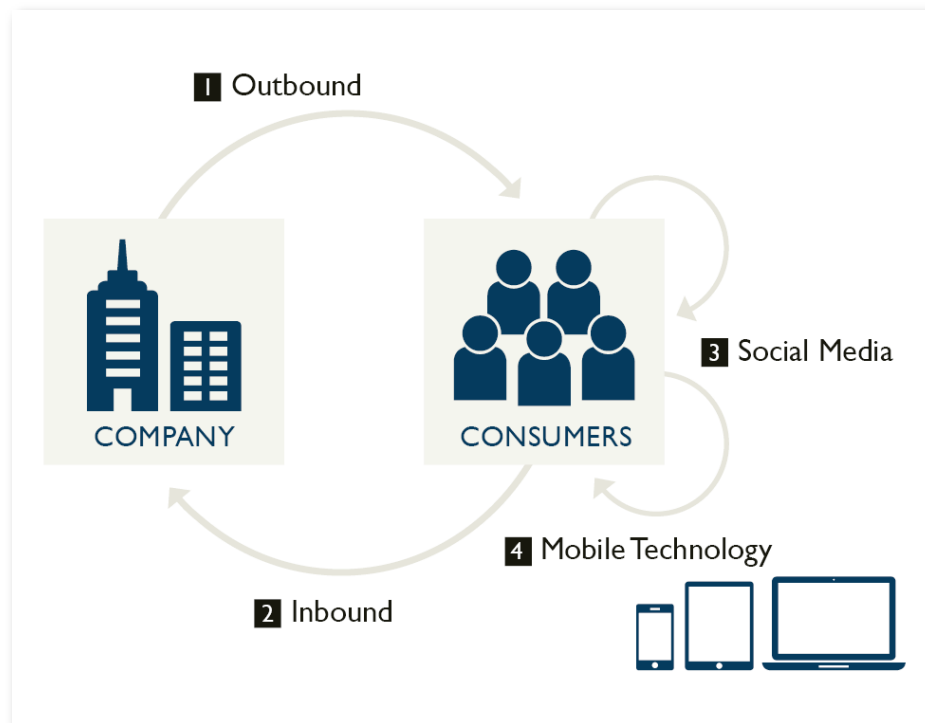 1 Outbound
COMPANY
CONSUMERS
3 Social Media
4 Mobile Technology
2 Inbound